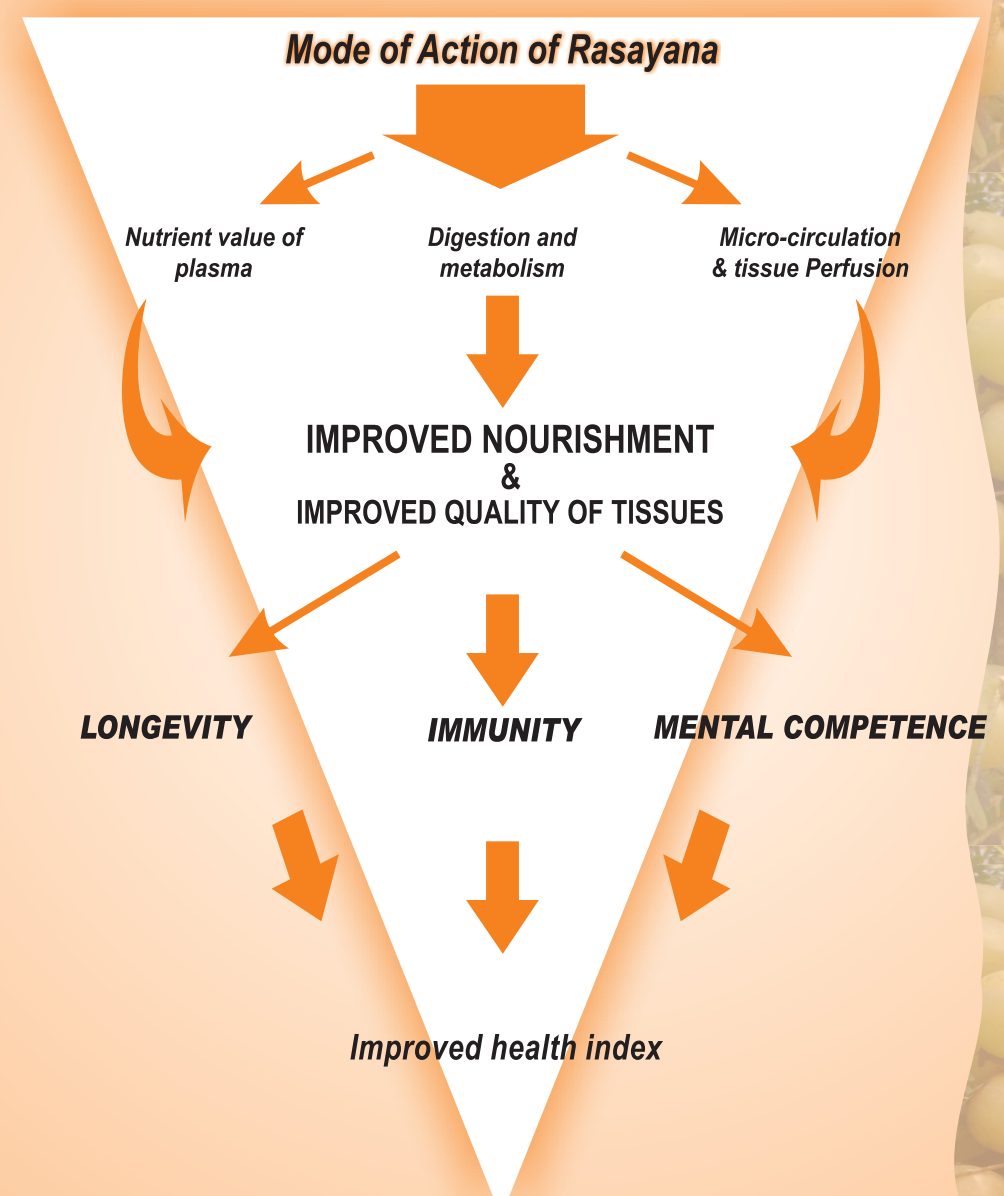 Mode of Action of Rasayana
Nutrient value of
plasma
Digestion and
metabolism
Micro-circulation
& tissue Perfusion
IMPROVED NOURISHMENT
&
IMPROVED QUALITY OF TISSUES
LONGEVITY
IMMUNITY
MENTAL COMPETENCE
Improved health index